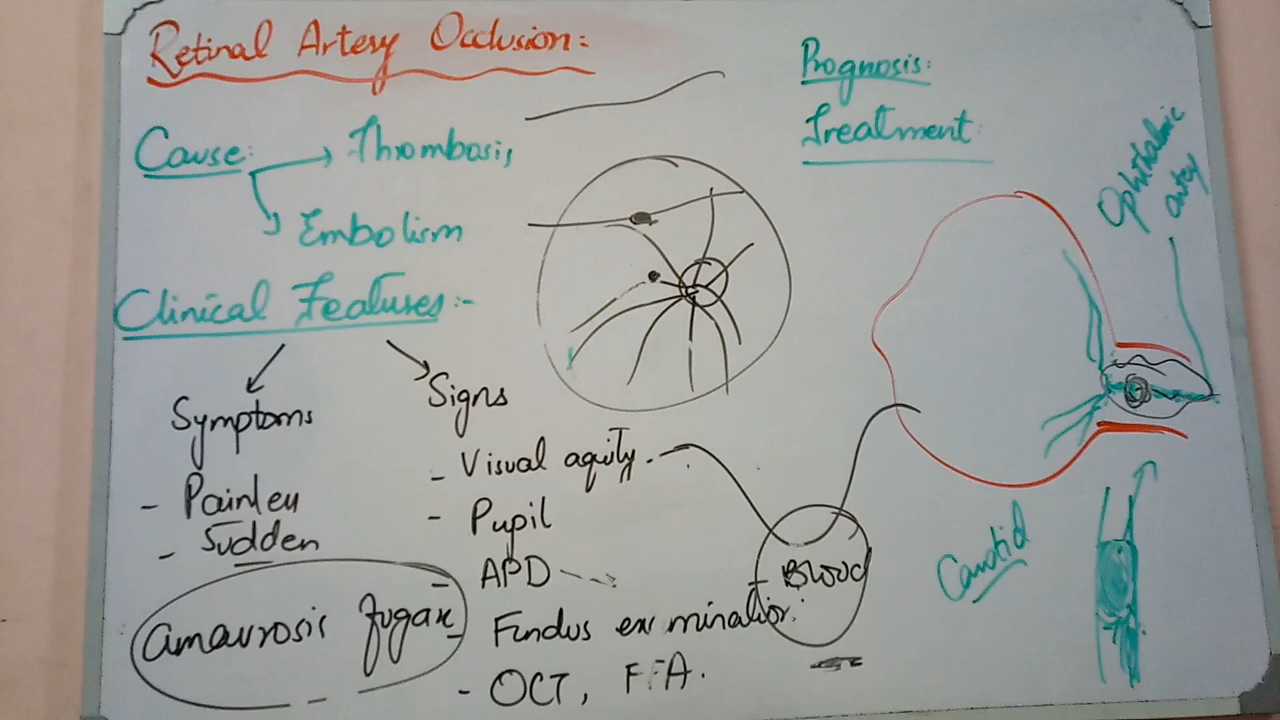 Retinal Artery Occlusion:
Cause: Thrombosis,
Embolism
Clinical Features:-
Symptoms
- Painless
- Sudden
amaurosis fugax
Signs
- Visual aquity.
- Pupil
- APD
- Fundus exminatior:
- OCT, FFA.
Prognosis:
Treatment:
Ophthalmic
artery
Blood
Carotid